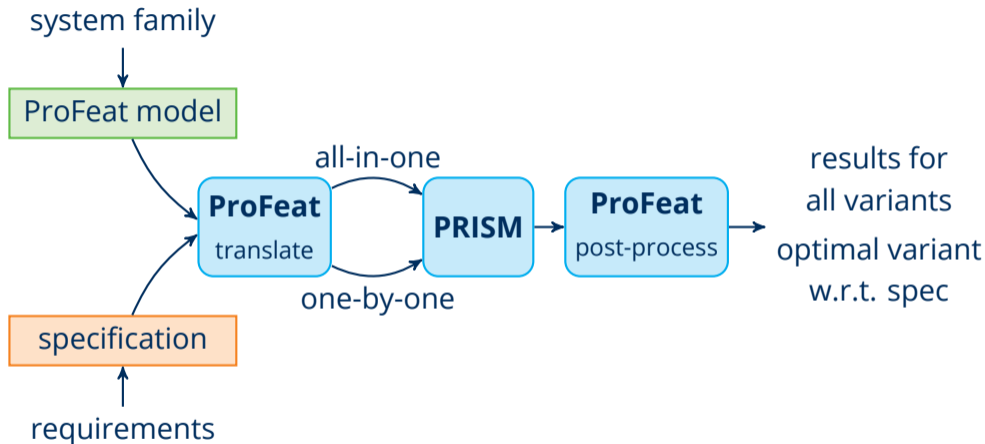 system family
ProFeat model
all-in-one
ProFeat
translate
PRISM
ProFeat
post-process
one-by-one
results for
all variants
optimal variant
w.r.t. spec
specification
requirements